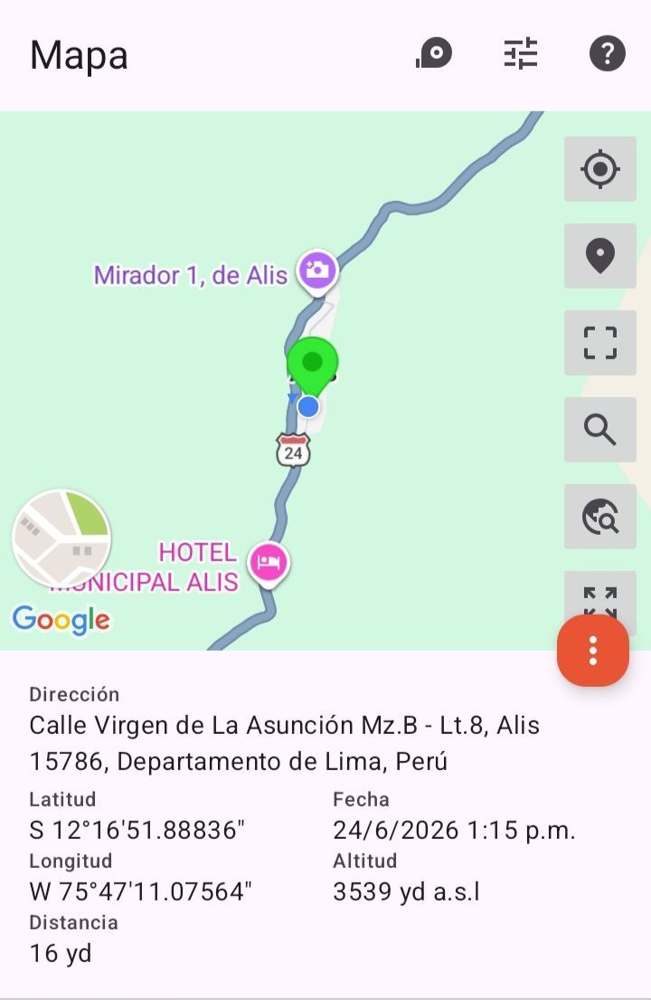 Mapa
Mirador 1, de Alis
24
HOTEL
MUNICIPAL ALIS
Google
Dirección
Calle Virgen de La Asunción Mz.B - Lt.8, Alis
15786, Departamento de Lima, Perú
Latitud
S 12°16'51.88836"
Fecha
24/6/2026 1:15 p.m.
Longitud
W 75°47'11.07564"
Altitud
3539 yd a.s.l
Distancia
16 yd